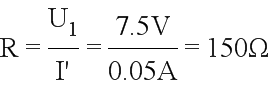 R = U₁/I' = 7.5V/0.05A = 150Ω